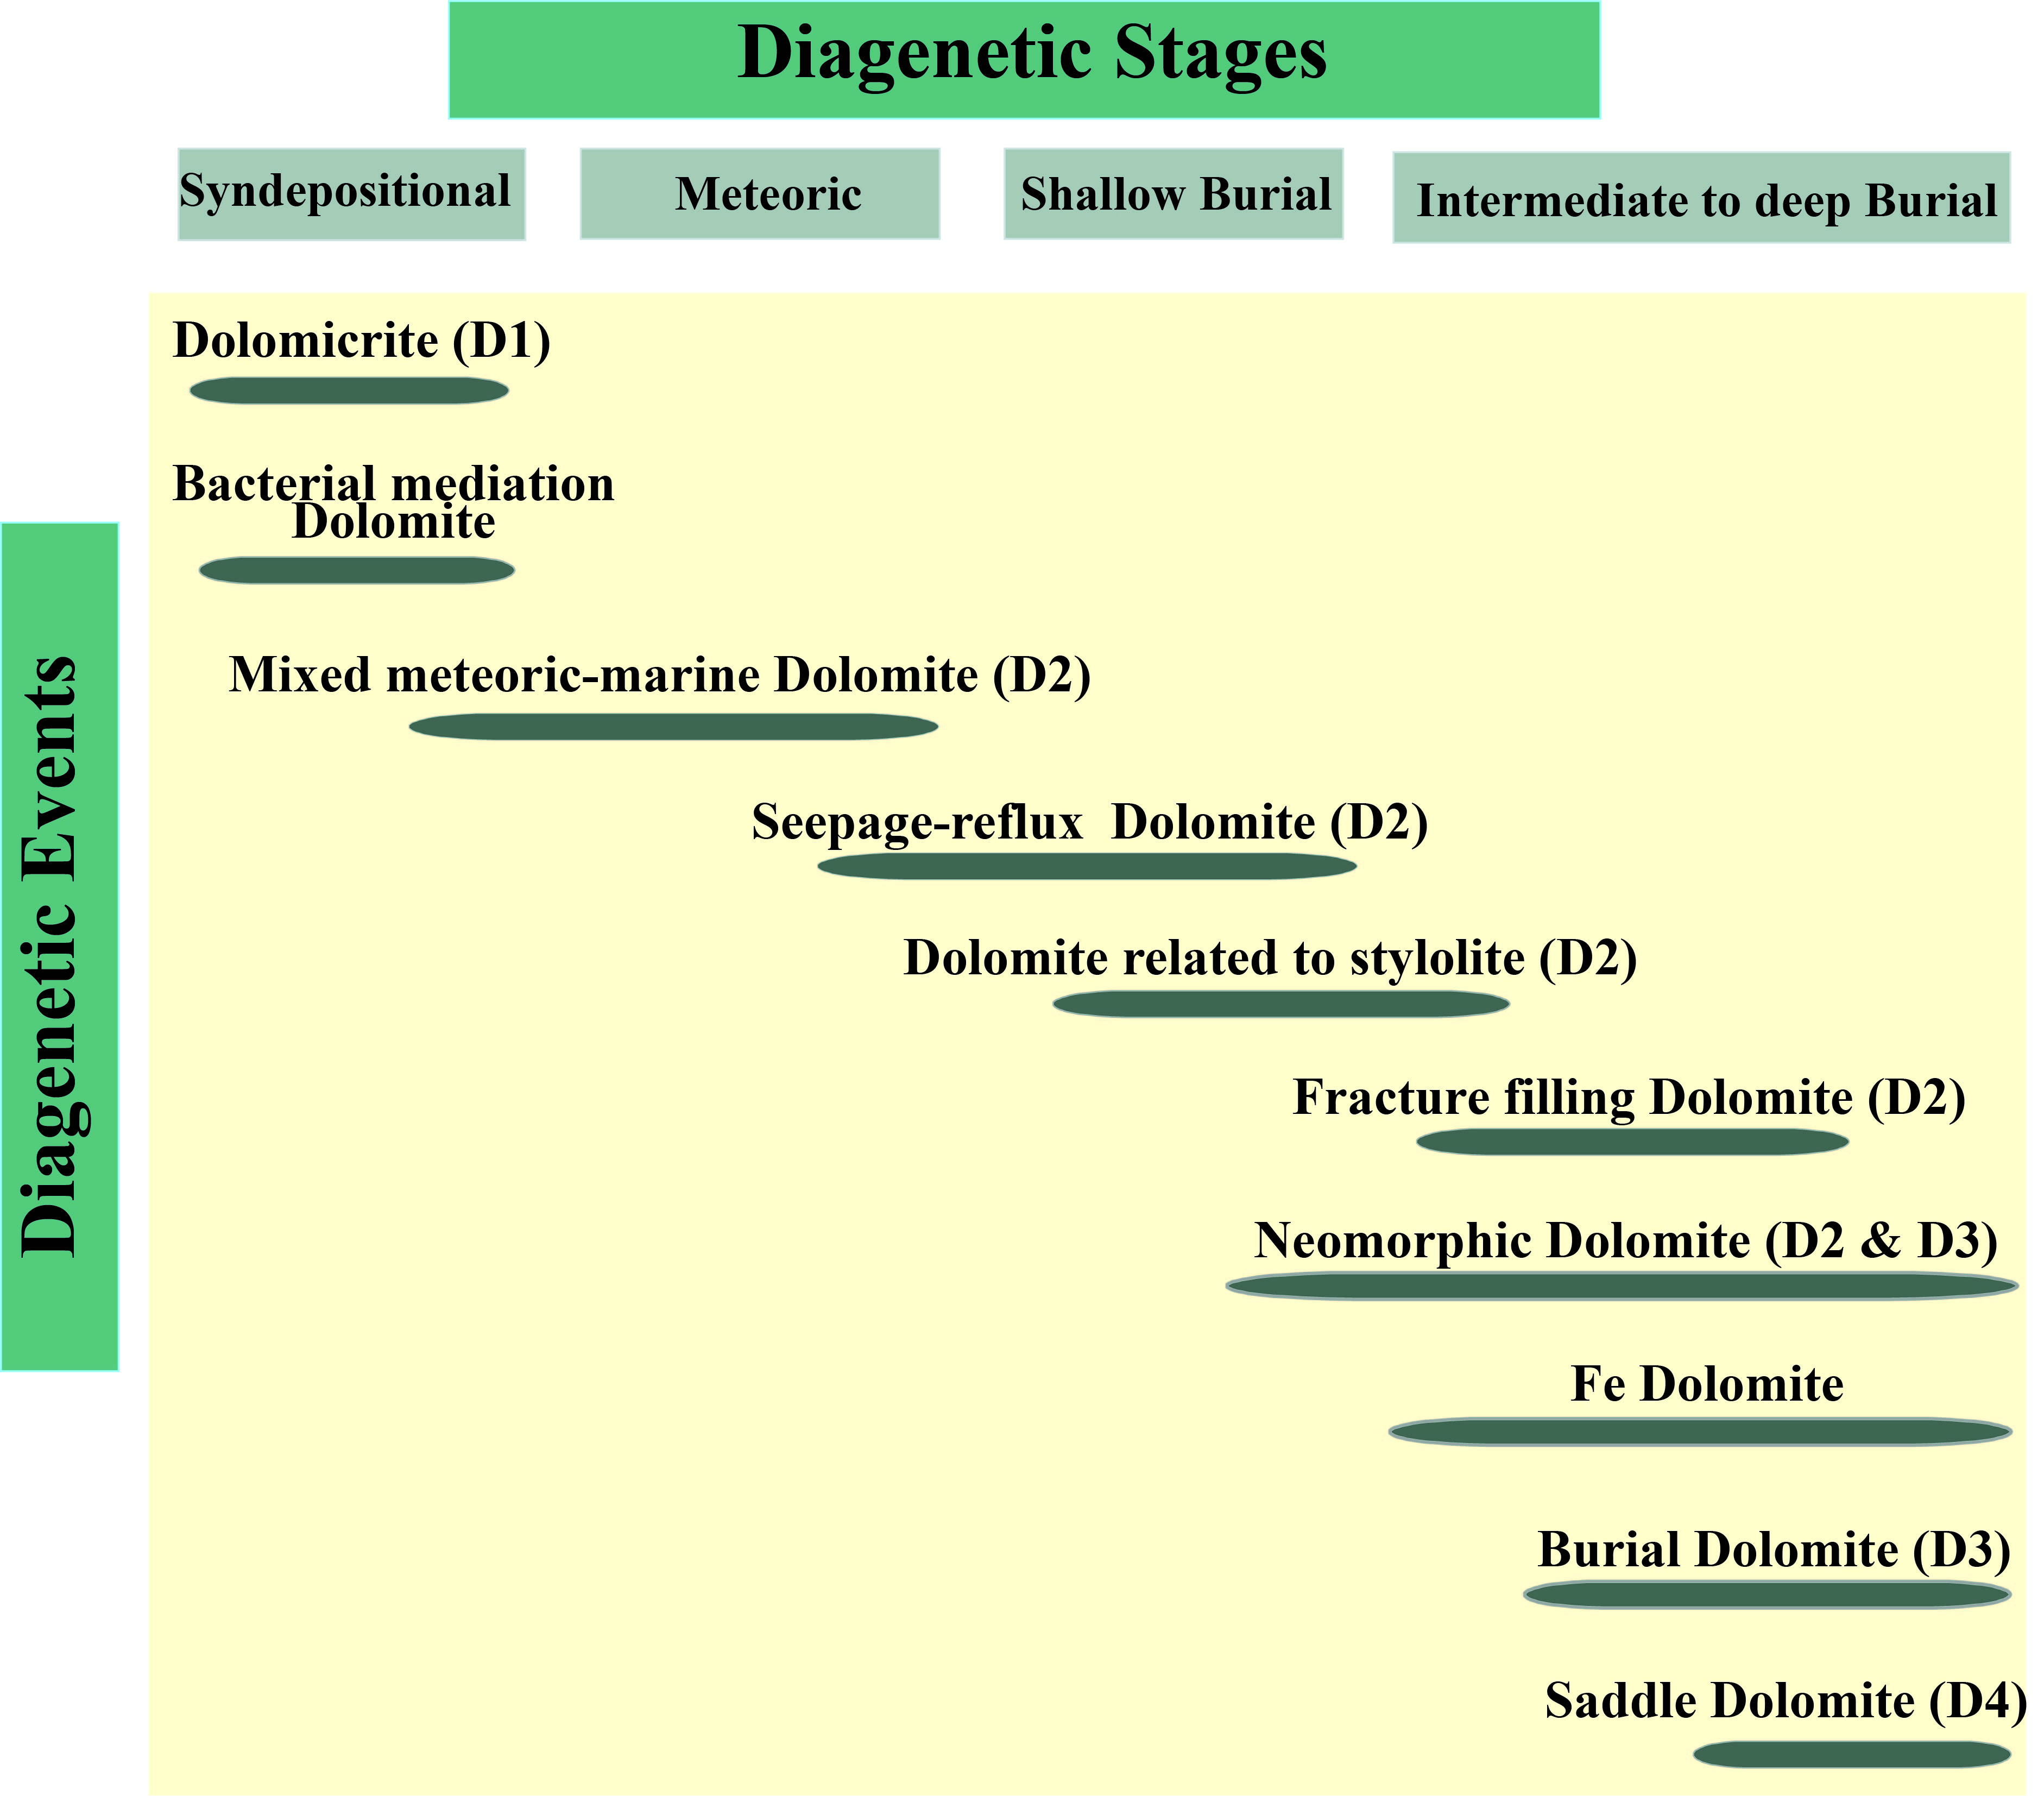 Diagenetic Stages
Syndepositional
Meteoric
Shallow Burial
Intermediate to deep Burial
Diagenetic Events
Dolomicrite (D1)
Bacterial mediation
Dolomite
Mixed meteoric-marine Dolomite (D2)
Seepage-reflux Dolomite (D2)
Dolomite related to stylolite (D2)
Fracture filling Dolomite (D2)
Neomorphic Dolomite (D2 & D3)
Fe Dolomite
Burial Dolomite (D3)
Saddle Dolomite (D4)